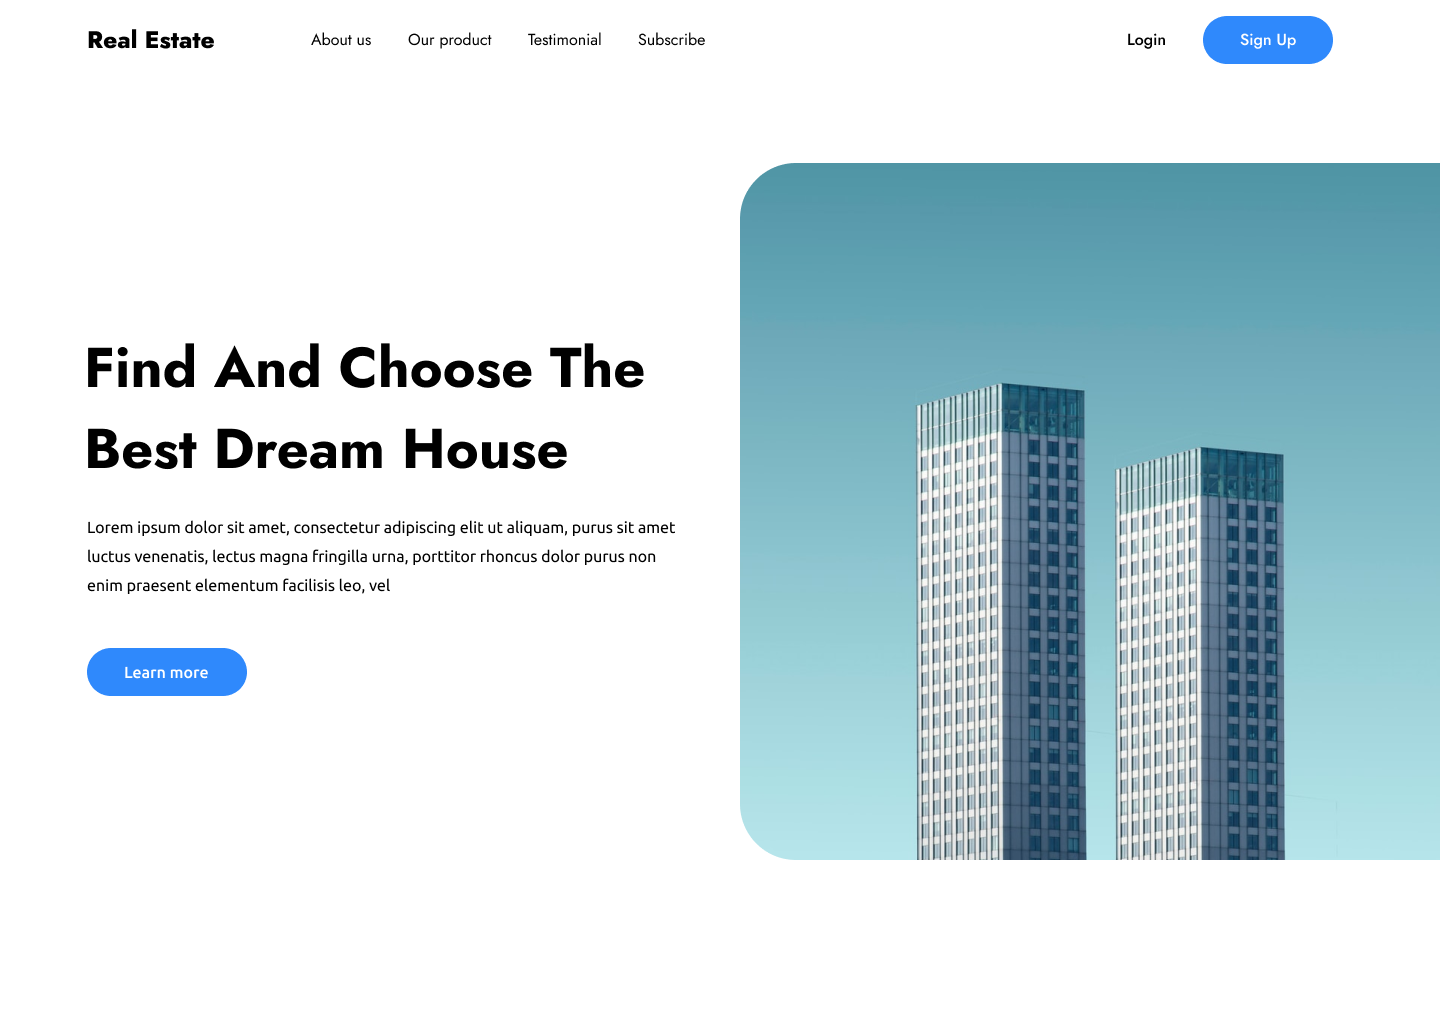 Real Estate
About us
Our product
Testimonial
Subscribe
Login
Sign Up
Find And Choose The
Best Dream House
Lorem ipsum dolor sit amet, consectetur adipiscing elit ut aliquam, purus sit amet
luctus venenatis, lectus magna fringilla urna, porttitor rhoncus dolor purus non
enim praesent elementum facilisis leo, vel
Learn more